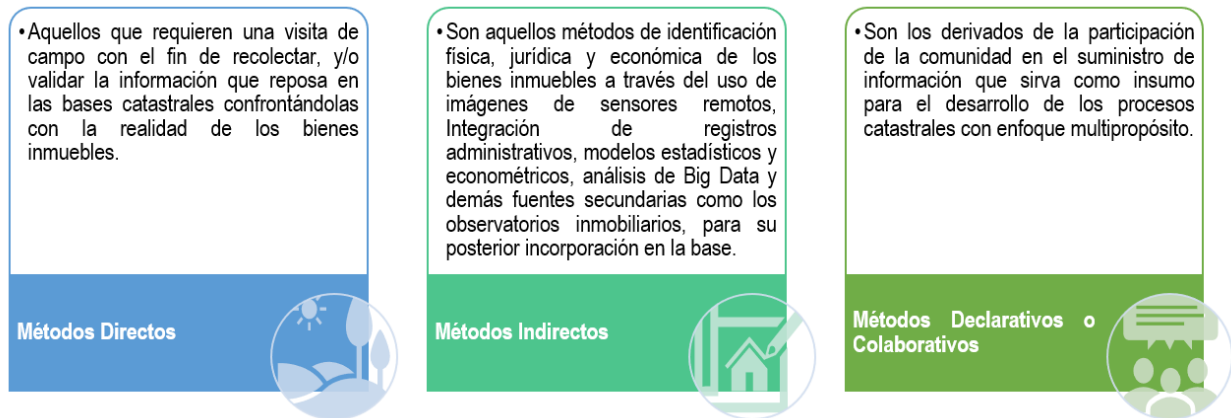 •Aquellos que requieren una visita de
campo con el fin de recolectar, y/o
validar la información que reposa en
las bases catastrales confrontándolas
con la realidad de los bienes
inmuebles.
Métodos Directos
•Son aquellos métodos de identificación
física, jurídica y económica de los
bienes inmuebles a través del uso de
imágenes de sensores remotos,
Integración de registros
administrativos, modelos estadísticos y
econométricos, análisis de Big Data y
demás fuentes secundarias como los
observatorios inmobiliarios, para su
posterior incorporación en la base.
Métodos Indirectos
•Son los derivados de la participación
de la comunidad en el suministro de
información que sirva como insumo
para el desarrollo de los procesos
catastrales con enfoque multipropósito.
Métodos Declarativos o
Colaborativos